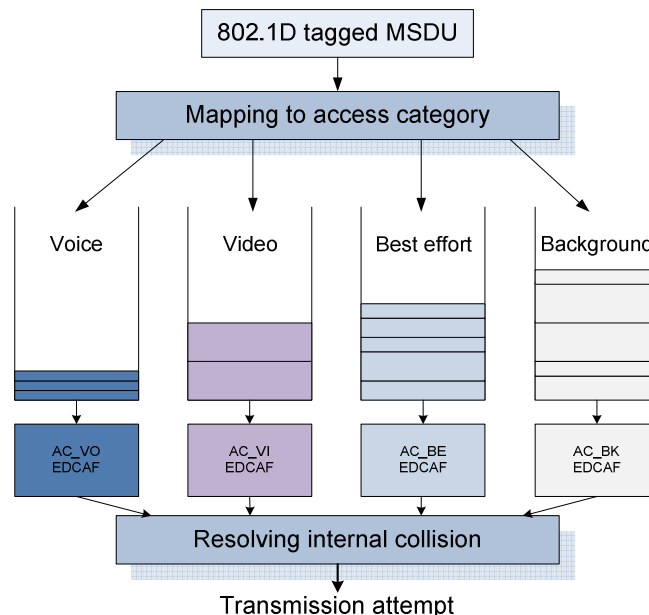 802.1D tagged MSDU
Mapping to access category
Voice
Video
Best effort
Background
AC_VO
EDCAF
AC_VI
EDCAF
AC_BE
EDCAF
AC_BK
EDCAF
Resolving internal collision
Transmission attempt